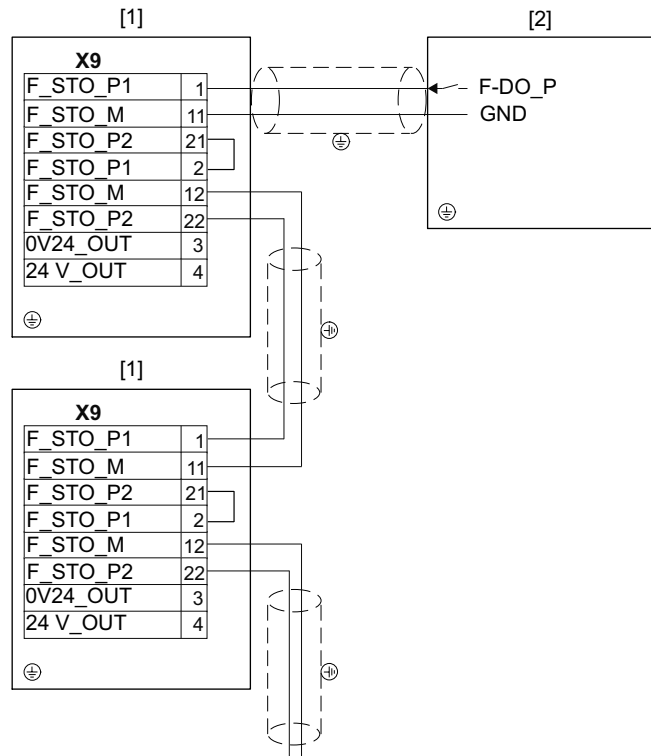 [1]
[2]
X9
F_STO_P1 1
F_STO_M 11
F_STO_P2 21
F_STO_P1 2
F_STO_M 12
F_STO_P2 22
0V24_OUT 3
24 V_OUT 4
F-DO_P
GND
[1]
X9
F_STO_P1 1
F_STO_M 11
F_STO_P2 21
F_STO_P1 2
F_STO_M 12
F_STO_P2 22
0V24_OUT 3
24 V_OUT 4